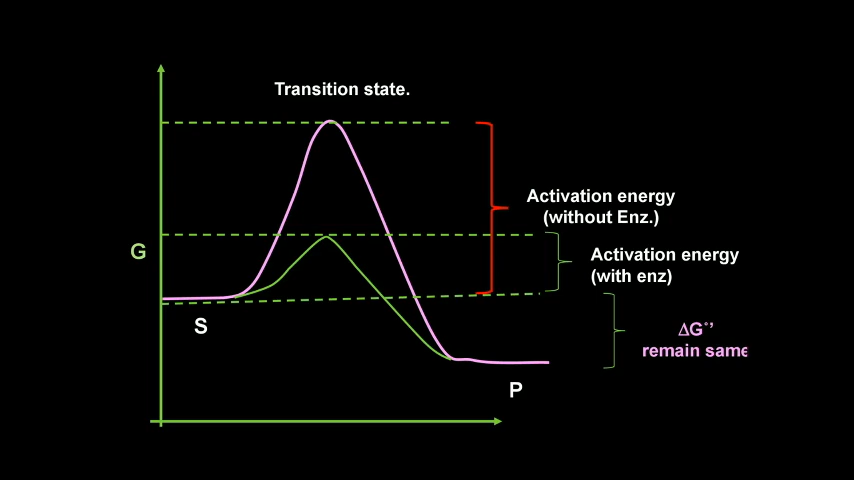 Transition state.
Activation energy
(without Enz.)
G
Activation energy
(with enz)
S
ΔG°’
remain same
P